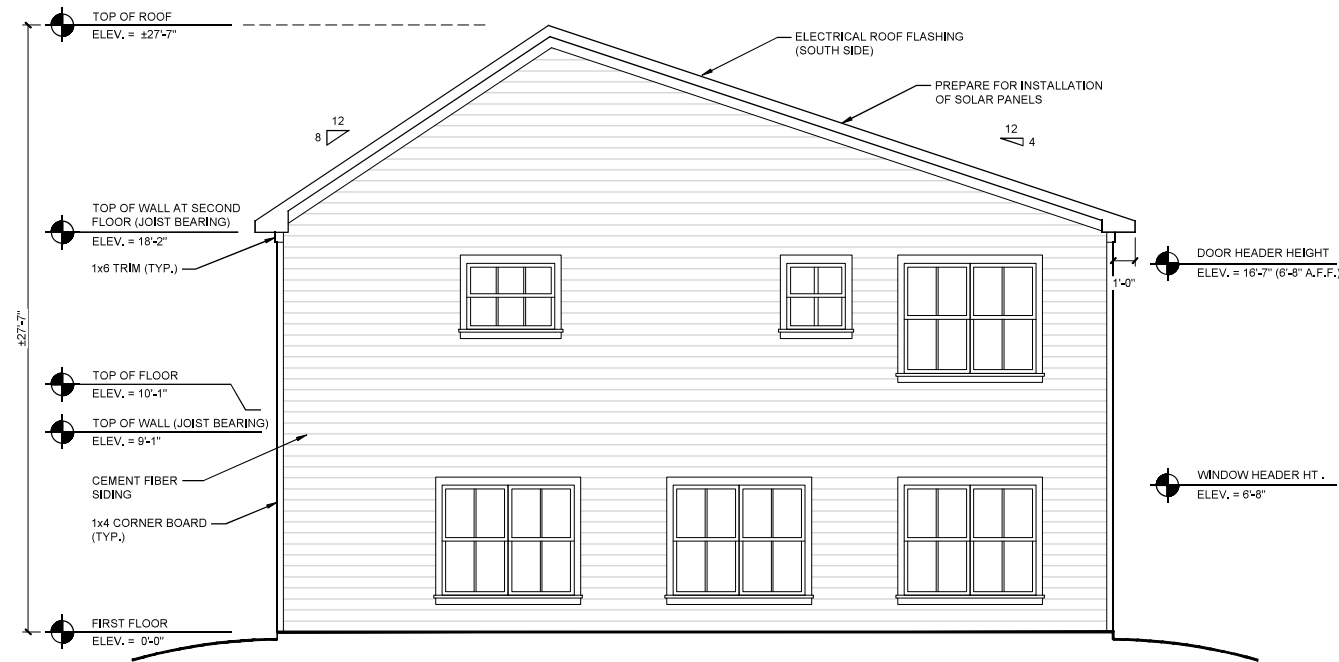 TOP OF ROOF
ELEV. = ±27'-7"
ELECTRICAL ROOF FLASHING
(SOUTH SIDE)
PREPARE FOR INSTALLATION
OF SOLAR PANELS
12
8
12
4
TOP OF WALL AT SECOND
FLOOR (JOIST BEARING)
ELEV. = 18'-2"
1x6 TRIM (TYP.)
DOOR HEADER HEIGHT
ELEV. = 16'-7" (6'-8" A.F.F.)
1'-0"
±27'-7"
TOP OF FLOOR
ELEV. = 10'-1"
TOP OF WALL (JOIST BEARING)
ELEV. = 9'-1"
CEMENT FIBER
SIDING
1x4 CORNER BOARD
(TYP.)
WINDOW HEADER HT .
ELEV. = 6'-8"
FIRST FLOOR
ELEV. = 0'-0"